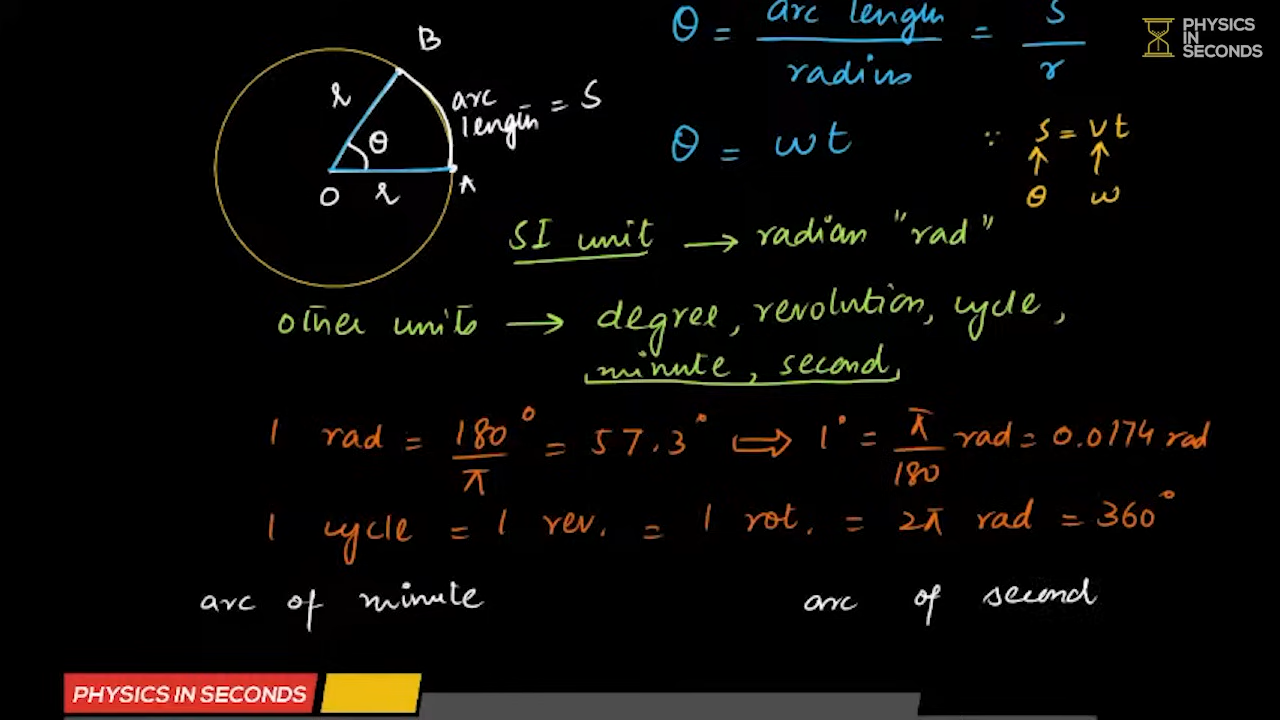 θ = arc length / radius = S / r
PHYSICS IN SECONDS
B
r
θ
arc length = S
O
r
A
θ = ωt
∵ s = vt
↑ ↑
θ ω
SI unit → radian "rad"
other units → degree, revolution, cycle,
minute, second,
1 rad = 180° / π = 57.3° ⇒ 1° = π / 180 rad = 0.0174 rad
1 cycle = 1 rev. = 1 rot. = 2π rad = 360°
arc of minute
arc of second
PHYSICS IN SECONDS